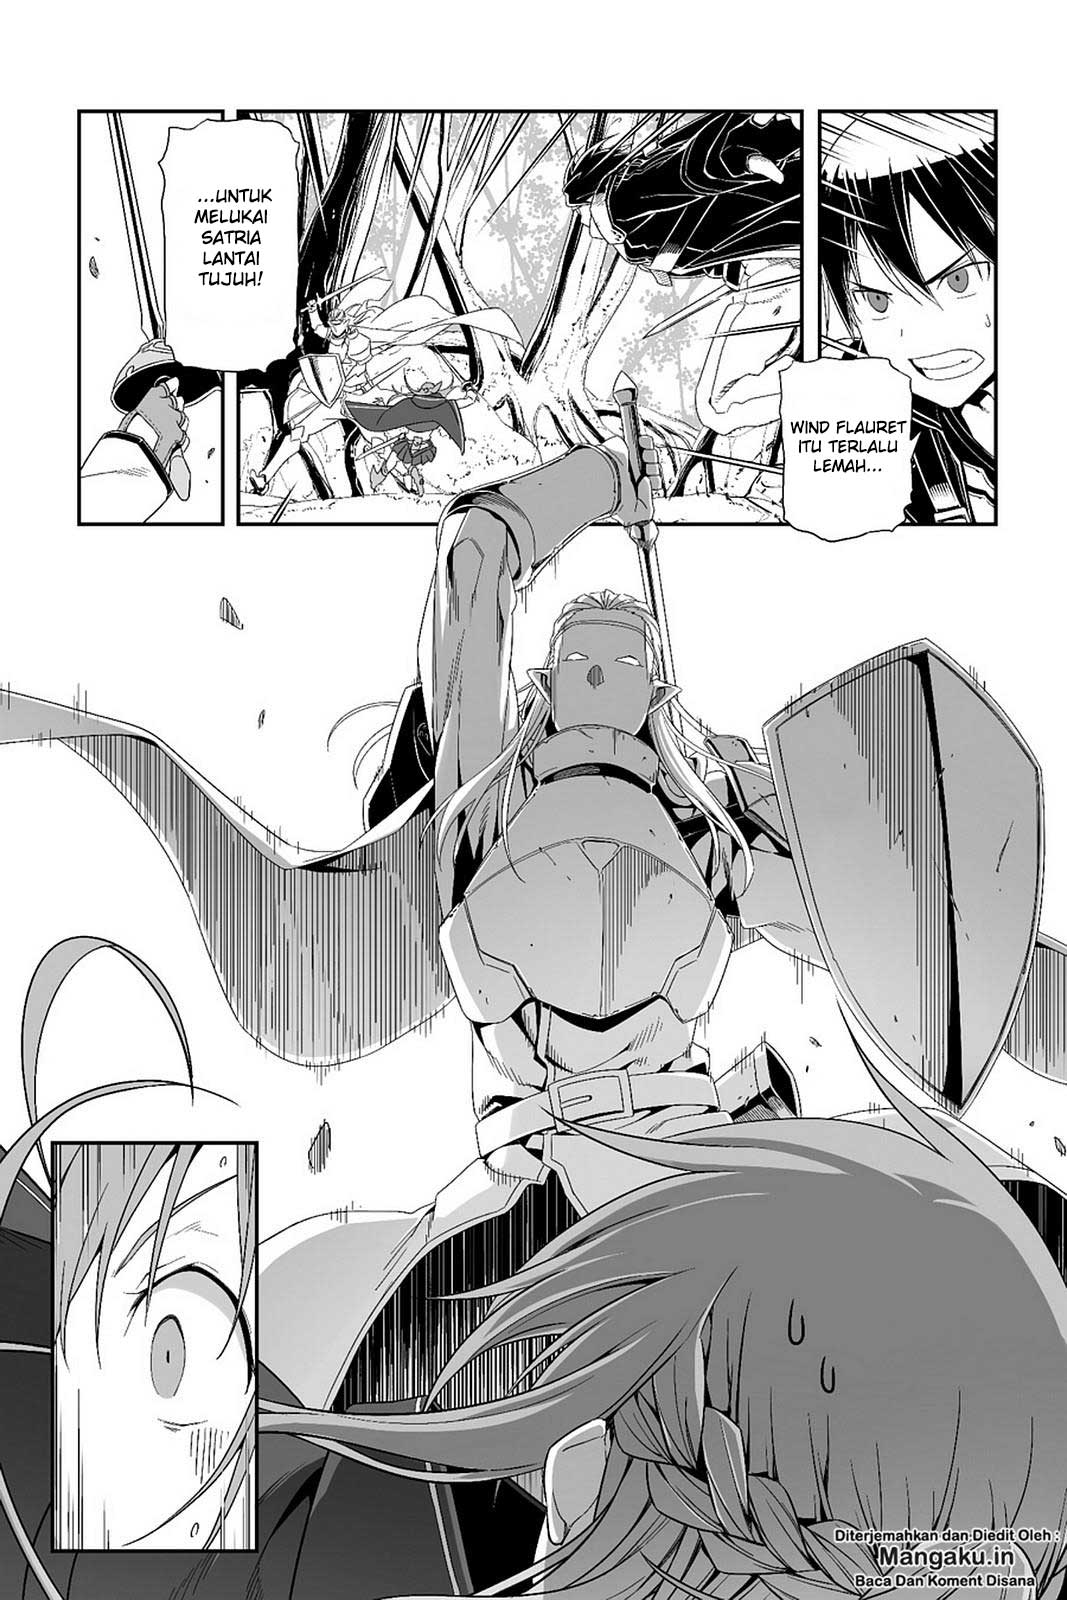 WIND FLAURET
ITU TERLALU
LEMAH...
...UNTUK
MELUKAI
SATRIA
LANTAI
TUJUH!
Diterjemahkan dan Diedit Oleh :
Mangaku.in
Baca Dan Koment Disana